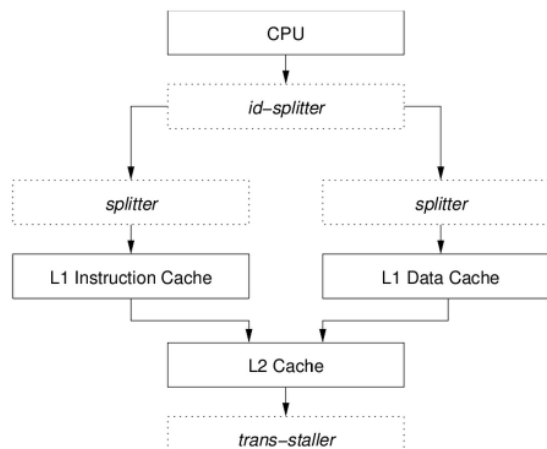 CPU
id-splitter
splitter
splitter
L1 Instruction Cache
L1 Data Cache
L2 Cache
trans-staller